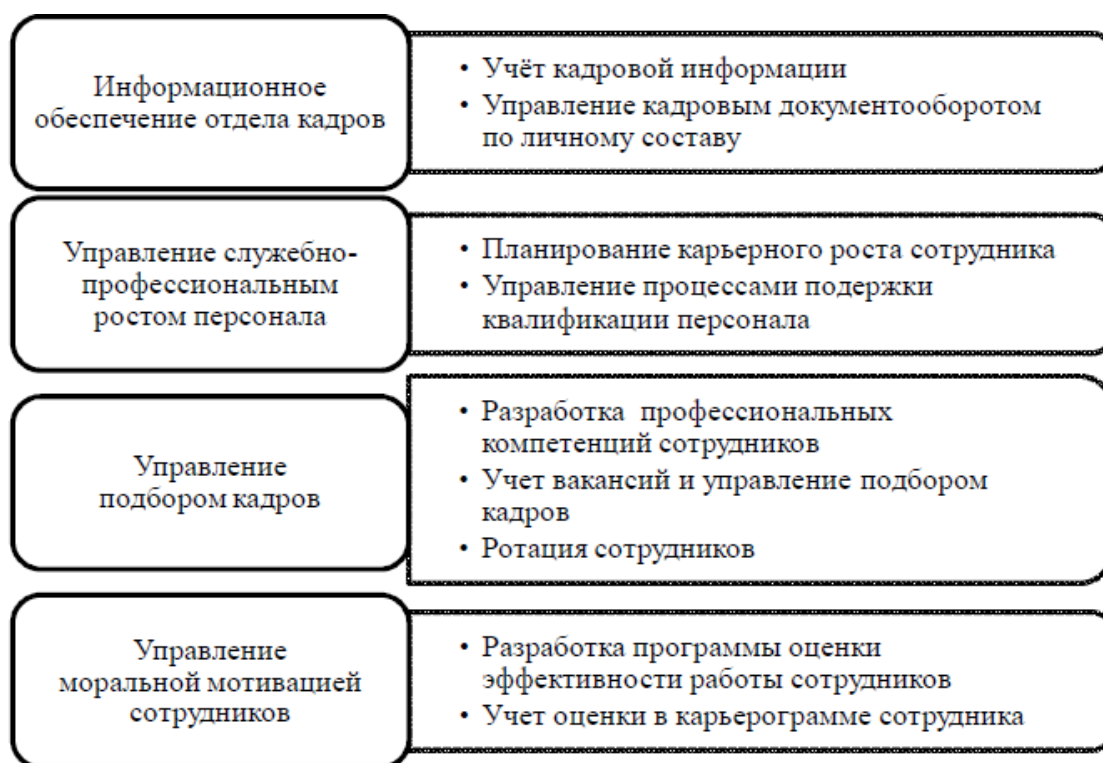 Информационное
обеспечение отдела кадров
• Учёт кадровой информации
• Управление кадровым документооборотом
по личному составу
Управление служебно-
профессиональным
ростом персонала
• Планирование карьерного роста сотрудника
• Управление процессами подержки
квалификации персонала
Управление
подбором кадров
• Разработка профессиональных
компетенций сотрудников
• Учет вакансий и управление подбором
кадров
• Ротация сотрудников
Управление
моральной мотивацией
сотрудников
• Разработка программы оценки
эффективности работы сотрудников
• Учет оценки в карьерограмме сотрудника